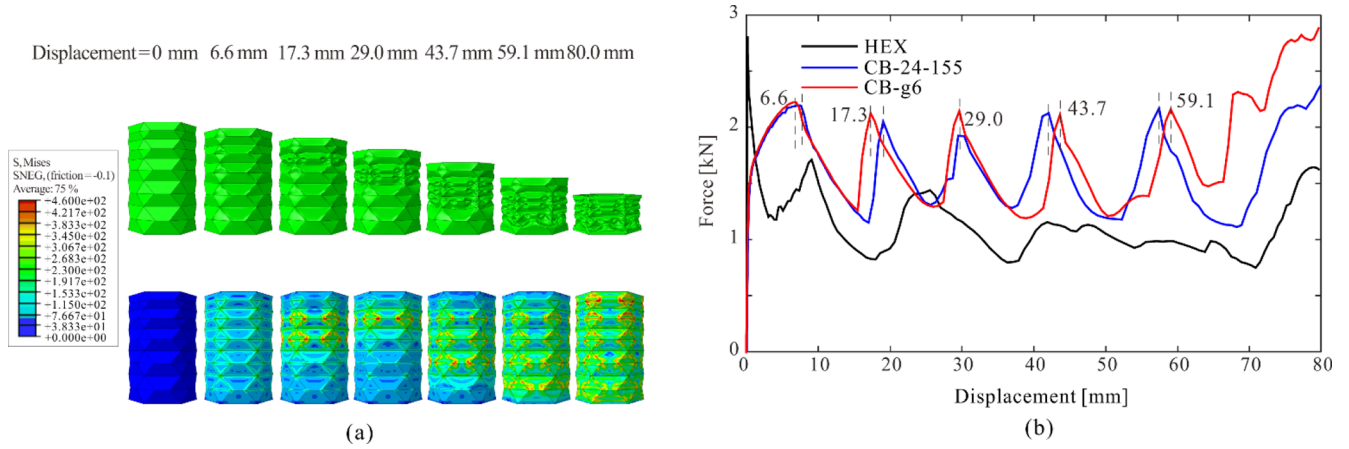 Displacement=0 mm 6.6 mm 17.3 mm 29.0 mm 43.7 mm 59.1 mm 80.0 mm
S, Mises
SNEG, (friction=-0.1)
Average: 75 %
+4.600e+02
+4.217e+02
+3.833e+02
+3.450e+02
+3.067e+02
+2.683e+02
+2.300e+02
+1.917e+02
+1.533e+02
+1.150e+02
+7.667e+01
+3.833e+01
+0.000e+00
(a)
3
2
1
0
Force [kN]
HEX
CB-24-155
CB-g6
6.6
17.3
29.0
43.7
59.1
10 20 30 40 50 60 70 80
Displacement [mm]
(b)